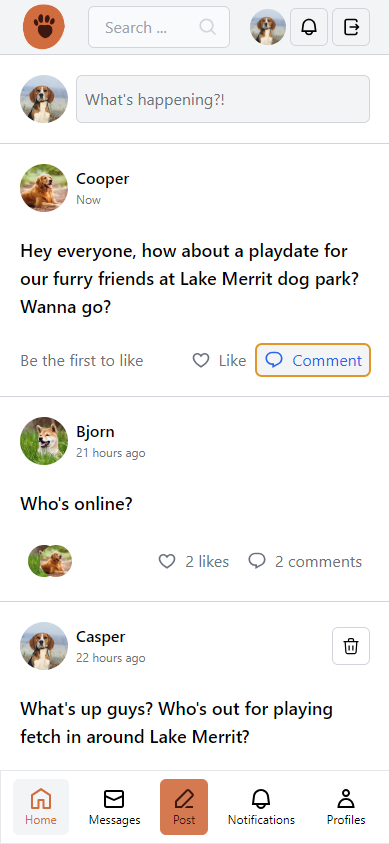 Search ...
What's happening?!
Cooper
Now
Hey everyone, how about a playdate for
our furry friends at Lake Merrit dog park?
Wanna go?
Be the first to like
Like
Comment
Bjorn
21 hours ago
Who's online?
2 likes
2 comments
Casper
22 hours ago
What's up guys? Who's out for playing
fetch in around Lake Merrit?
Home
Messages
Post
Notifications
Profiles